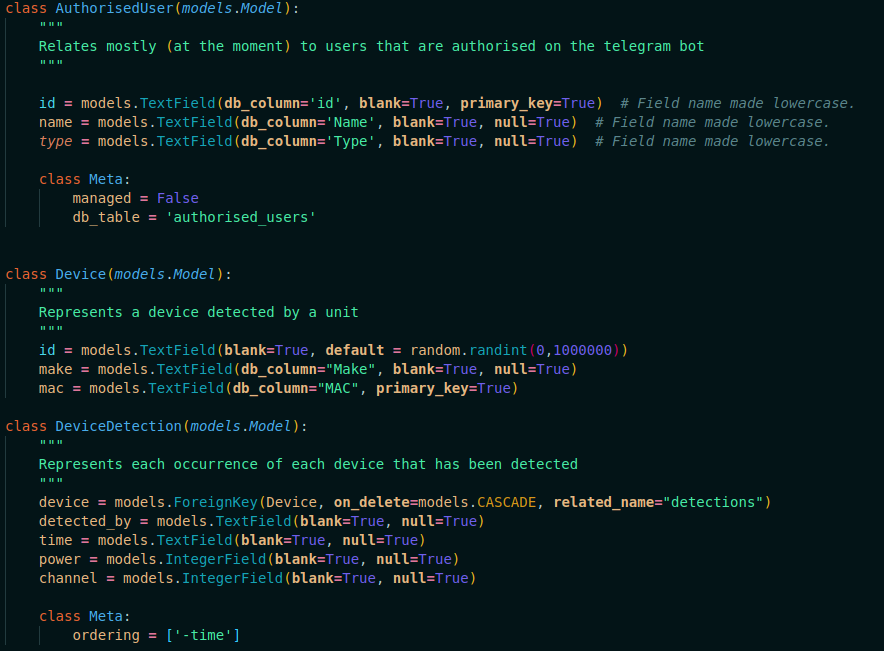 class AuthorisedUser(models.Model):
    """
    Relates mostly (at the moment) to users that are authorised on the telegram bot
    """
    id = models.TextField(db_column='id', blank=True, primary_key=True)  # Field name made lowercase.
    name = models.TextField(db_column='Name', blank=True, null=True)  # Field name made lowercase.
    type = models.TextField(db_column='Type', blank=True, null=True)  # Field name made lowercase.
    class Meta:
        managed = False
        db_table = 'authorised_users'
class Device(models.Model):
    """
    Represents a device detected by a unit
    """
    id = models.TextField(blank=True, default = random.randint(0,1000000))
    make = models.TextField(db_column="Make", blank=True, null=True)
    mac = models.TextField(db_column="MAC", primary_key=True)
class DeviceDetection(models.Model):
    """
    Represents each occurrence of each device that has been detected
    """
    device = models.ForeignKey(Device, on_delete=models.CASCADE, related_name="detections")
    detected_by = models.TextField(blank=True, null=True)
    time = models.TextField(blank=True, null=True)
    power = models.IntegerField(blank=True, null=True)
    channel = models.IntegerField(blank=True, null=True)
    class Meta:
        ordering = ['-time']